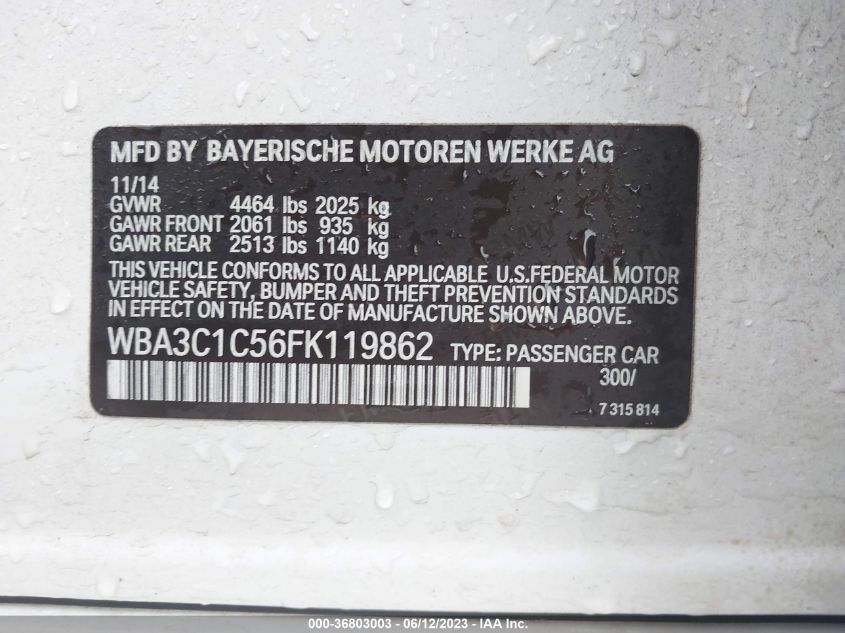 MFD BY BAYERISCHE MOTOREN WERKE AG
11/14
GVWR 4464 lbs 2025 kg
GAWR FRONT 2061 lbs 935 kg
GAWR REAR 2513 lbs 1140 kg
THIS VEHICLE CONFORMS TO ALL APPLICABLE U.S.FEDERAL MOTOR
VEHICLE SAFETY, BUMPER AND THEFT PREVENTION STANDARDS
IN EFFECT ON THE DATE OF MANUFACTURE SHOWN ABOVE.
WBA3C1C56FK119862 TYPE: PASSENGER CAR
300/
7 315 814
000-36803003 - 06/12/2023 - IAA Inc.